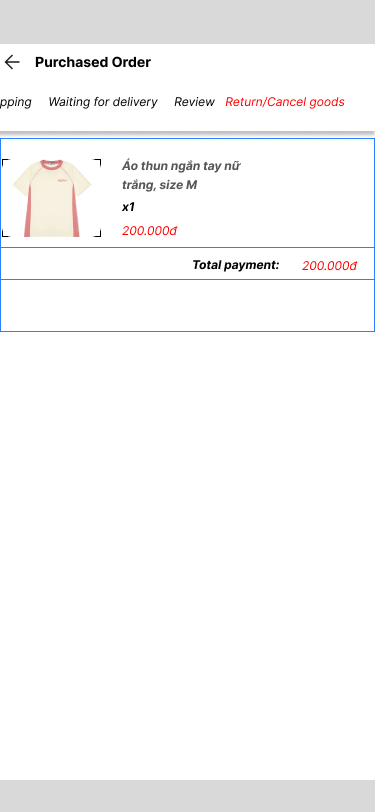 Purchased Order
pping Waiting for delivery Review Return/Cancel goods
Áo thun ngắn tay nữ
trắng, size M
x1
200.000đ
Total payment: 200.000đ